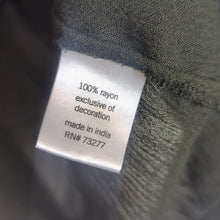 100% rayon
exclusive of
decoration
made in india
RN# 73277